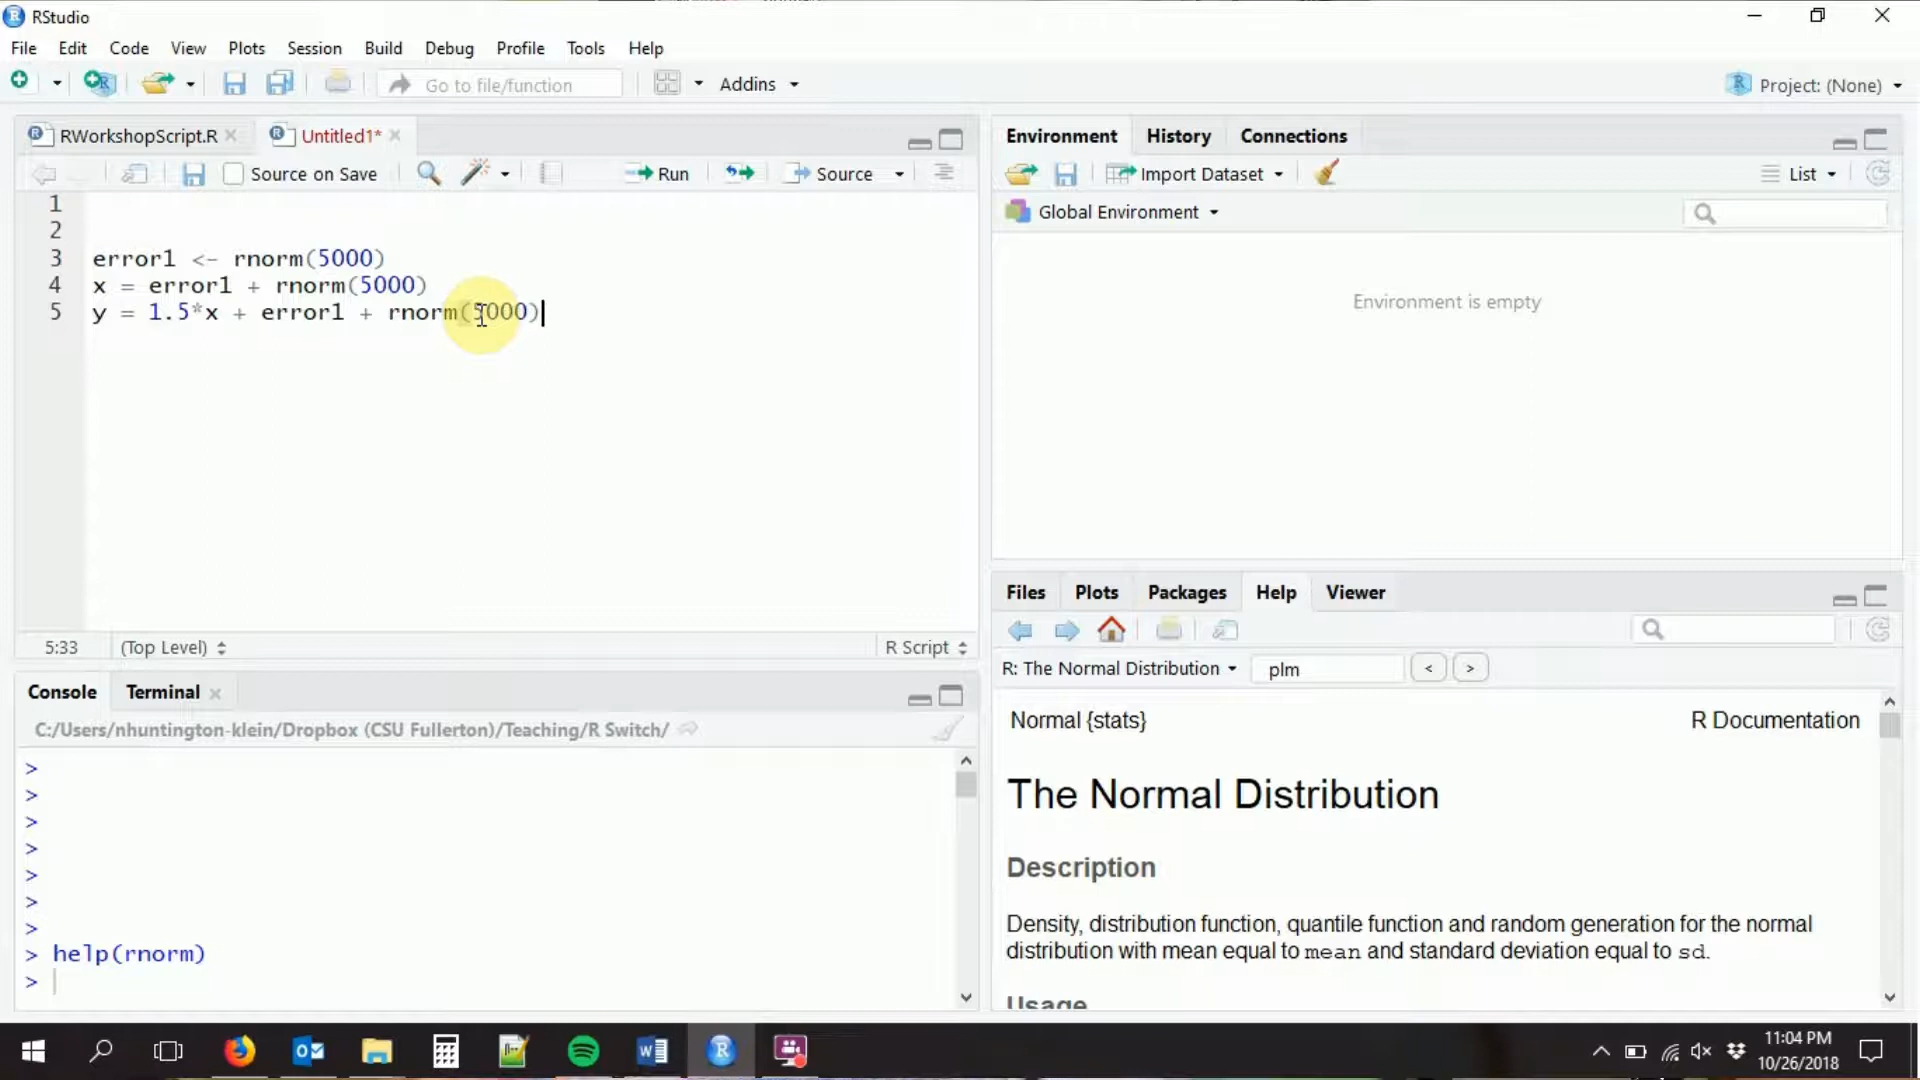 RStudio
File Edit Code View Plots Session Build Debug Profile Tools Help
Go to file/function Addins Project: (None)
RWorkshopScript.R Untitled1*
Source on Save Run Source
1
2
3 error1 <- rnorm(5000)
4 x = error1 + rnorm(5000)
5 y = 1.5*x + error1 + rnorm(5000)
5:33 (Top Level) R Script
Console Terminal
C:/Users/nhuntington-klein/Dropbox (CSU Fullerton)/Teaching/R Switch/
>
>
>
>
>
>
>
> help(rnorm)
>
Environment History Connections
Import Dataset List
Global Environment
Environment is empty
Files Plots Packages Help Viewer
R: The Normal Distribution plm < >
Normal {stats} R Documentation
The Normal Distribution
Description
Density, distribution function, quantile function and random generation for the normal
distribution with mean equal to mean and standard deviation equal to sd.
Usage
11:04 PM
10/26/2018